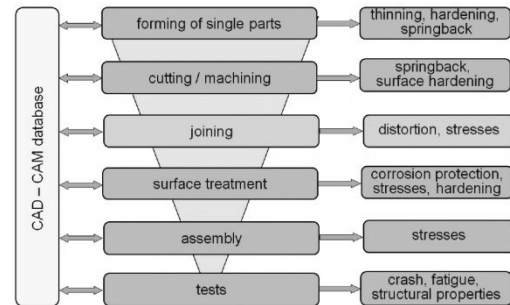 CAD – CAM database
forming of single parts
thinning, hardening,
springback
cutting / machining
springback,
surface hardening
joining
distortion, stresses
surface treatment
corrosion protection,
stresses, hardening
assembly
stresses
tests
crash, fatigue,
structural properties